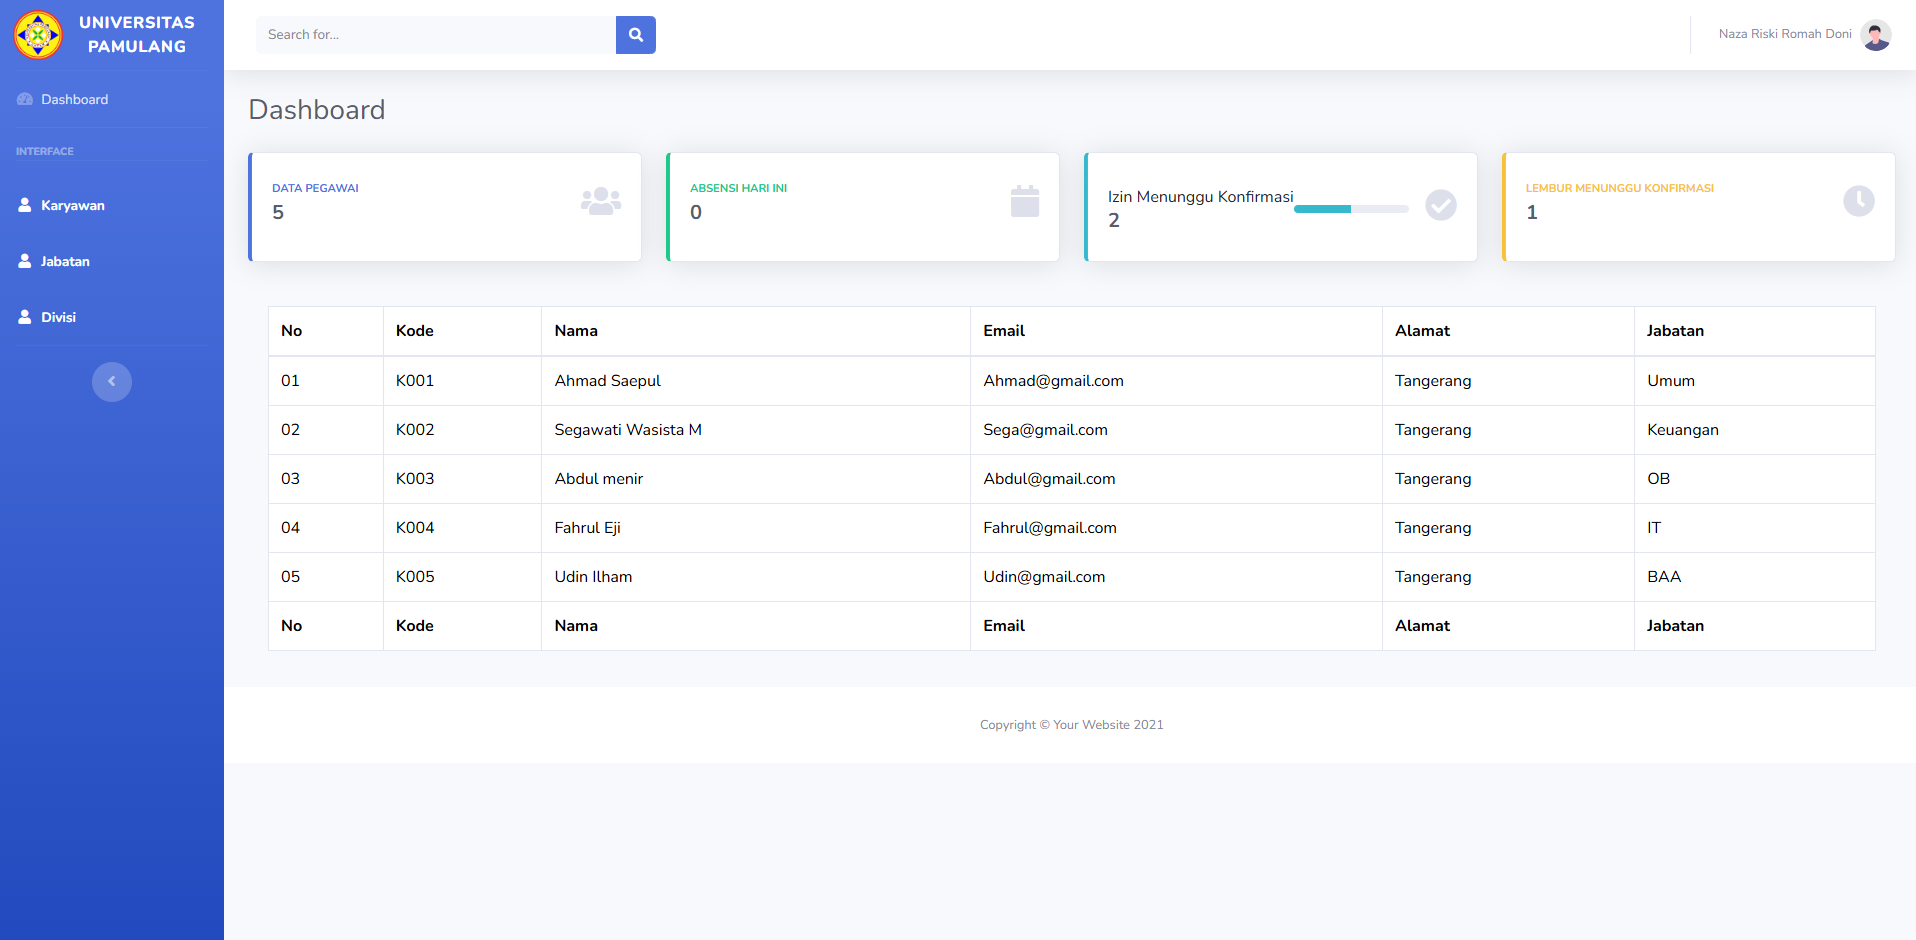 UNIVERSITAS
PAMULANG
Search for...
Naza Riski Romah Doni
Dashboard
INTERFACE
Karyawan
Jabatan
Divisi
Dashboard
DATA PEGAWAI
5
ABSENSI HARI INI
0
Izin Menunggu Konfirmasi
2
LEMBUR MENUNGGU KONFIRMASI
1
No Kode Nama Email Alamat Jabatan
01 K001 Ahmad Saepul Ahmad@gmail.com Tangerang Umum
02 K002 Segawati Wasista M Sega@gmail.com Tangerang Keuangan
03 K003 Abdul menir Abdul@gmail.com Tangerang OB
04 K004 Fahrul Eji Fahrul@gmail.com Tangerang IT
05 K005 Udin Ilham Udin@gmail.com Tangerang BAA
No Kode Nama Email Alamat Jabatan
Copyright © Your Website 2021